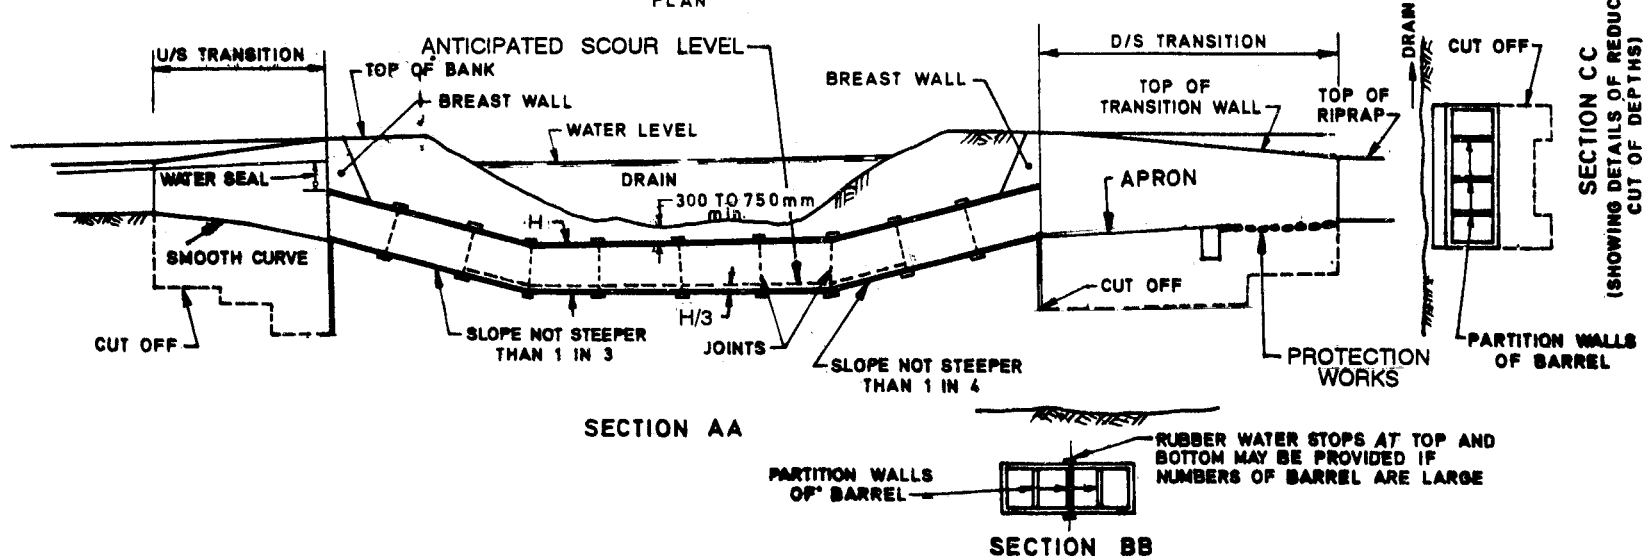 PLAN
U/S TRANSITION
ANTICIPATED SCOUR LEVEL
TOP OF BANK
BREAST WALL
WATER LEVEL
WATER SEAL
DRAIN
300 TO 750mm
min.
H
SMOOTH CURVE
CUT OFF
SLOPE NOT STEEPER
THAN 1 IN 3
H/3
JOINTS
SLOPE NOT STEEPER
THAN 1 IN 4
BREAST WALL
D/S TRANSITION
TOP OF
TRANSITION WALL
TOP OF
RIPRAP
APRON
CUT OFF
PROTECTION
WORKS
SECTION AA
DRAIN
CUT OFF
PARTITION WALLS
OF BARREL
SECTION CC
(SHOWING DETAILS OF REDUC
CUT OF DEPTHS)
RUBBER WATER STOPS AT TOP AND
BOTTOM MAY BE PROVIDED IF
NUMBERS OF BARREL ARE LARGE
PARTITION WALLS
OF BARREL
SECTION BB